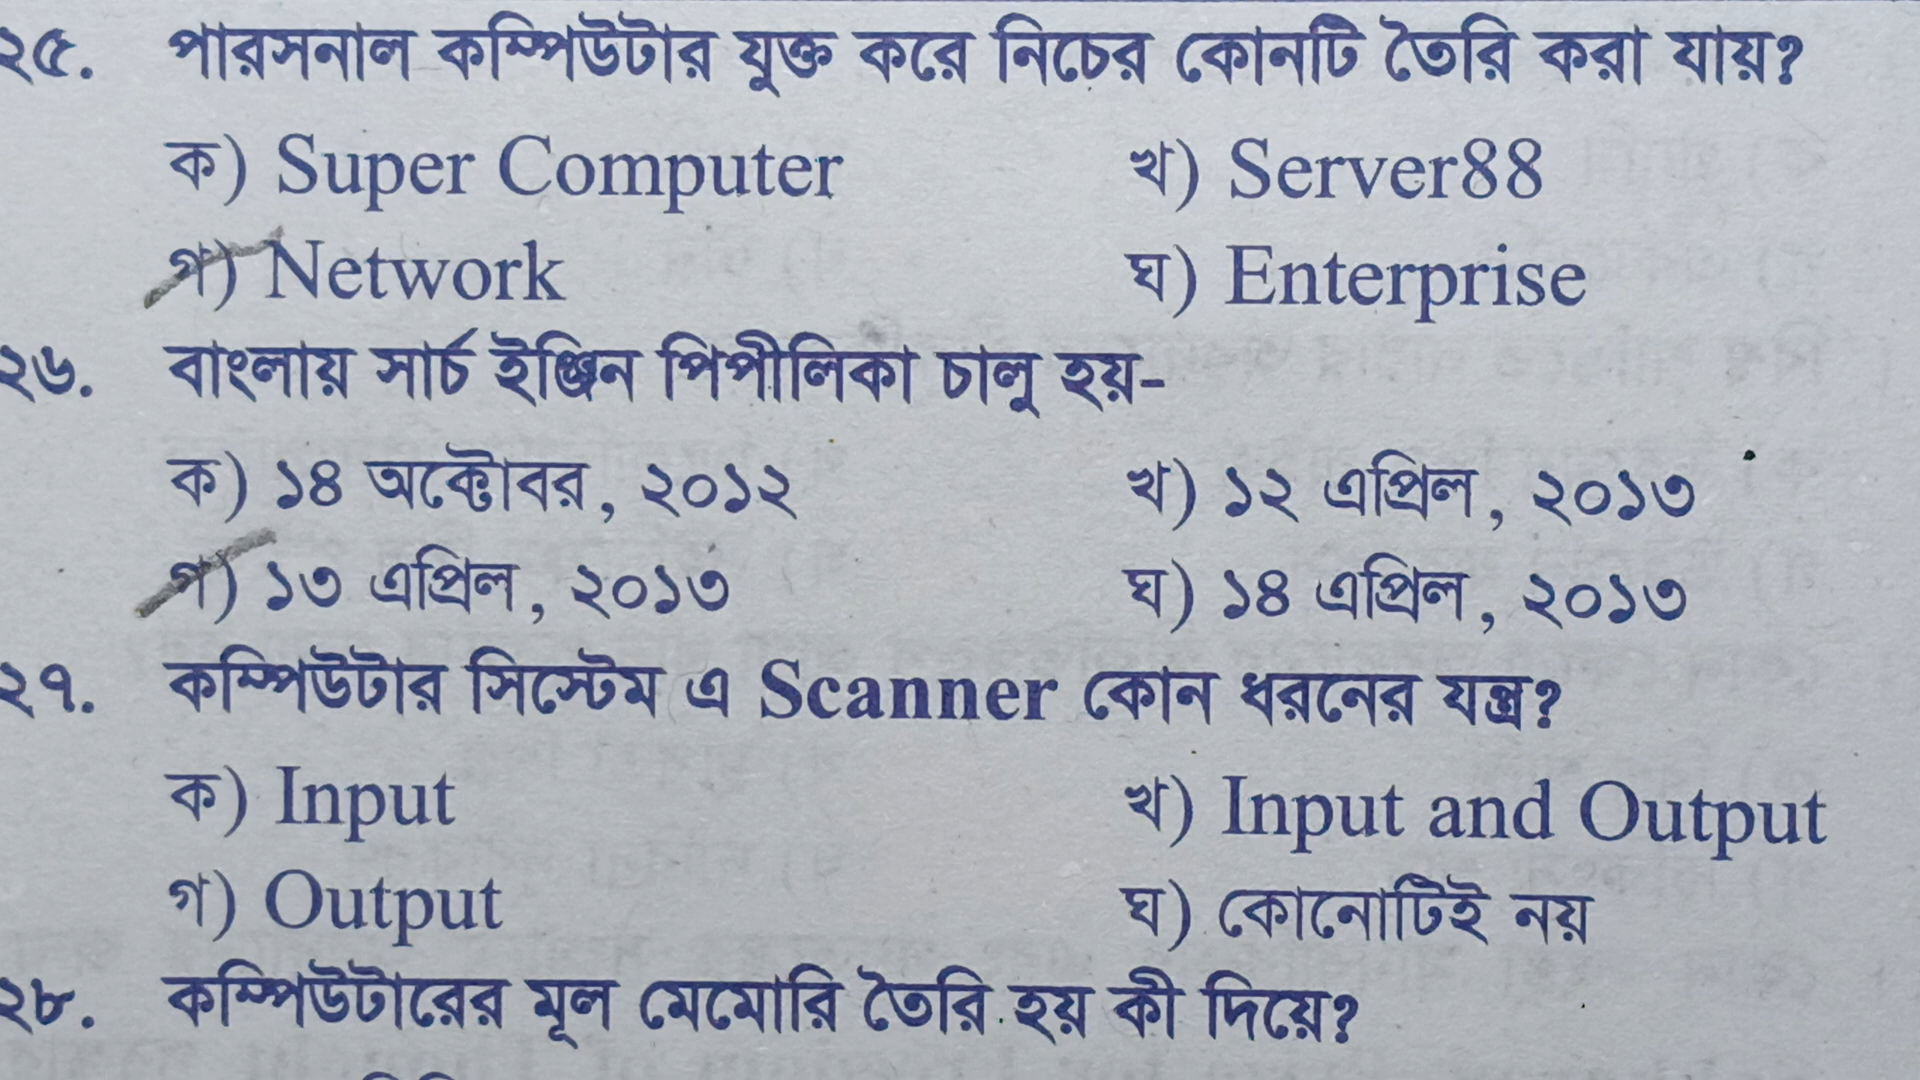 ২৫. পারসনাল কম্পিউটার যুক্ত করে নিচের কোনটি তৈরি করা যায়?
ক) Super Computer খ) Server88
গ) Network ঘ) Enterprise
২৬. বাংলায় সার্চ ইঞ্জিন পিপীলিকা চালু হয়-
ক) ১৪ অক্টোবর, ২০১২ খ) ১২ এপ্রিল, ২০১৩
গ) ১৩ এপ্রিল, ২০১৩ ঘ) ১৪ এপ্রিল, ২০১৩
২৭. কম্পিউটার সিস্টেম এ Scanner কোন ধরনের যন্ত্র?
ক) Input খ) Input and Output
গ) Output ঘ) কোনোটিই নয়
২৮. কম্পিউটারের মূল মেমোরি তৈরি হয় কী দিয়ে?